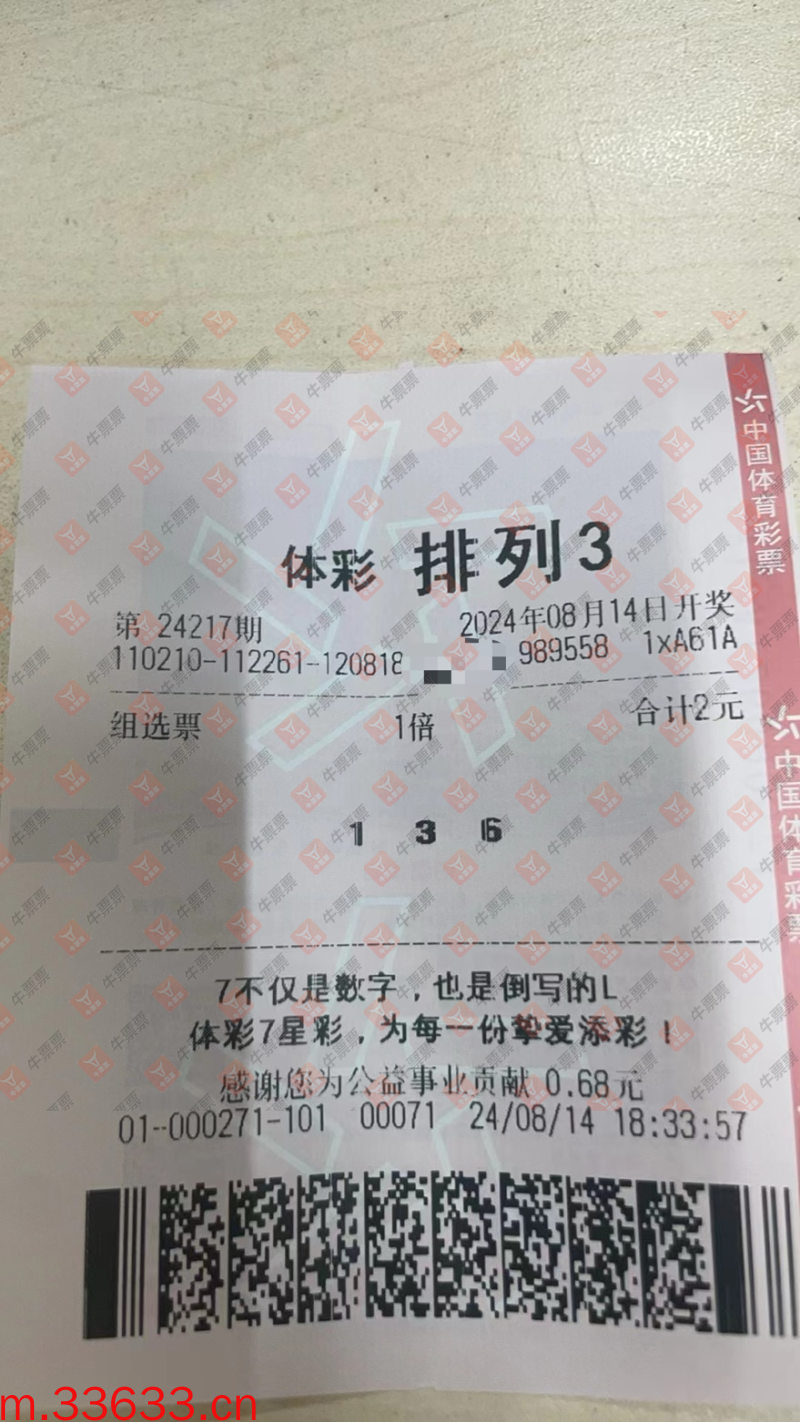 体彩 排列3
第 24217期 2024年08月14日开奖
110210-112261-120818 989558 1xA61A
组选票 1倍 合计2元
1 3 6
7不仅是数字，也是倒写的L
体彩7星彩，为每一份挚爱添彩！
感谢您为公益事业贡献 0.68元
01-000271-101 00071 24/08/14 18:33:57
中国体育彩票
中国体育彩票
牛票票
m.33633.cn